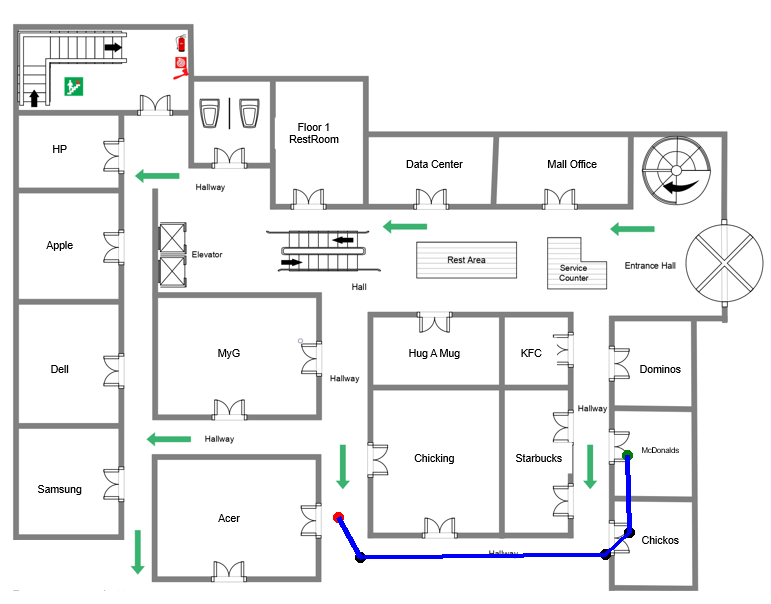 Floor 1
RestRoom
HP
Data Center
Mall Office
Hallway
Apple
Elevator
Rest Area
Service
Counter
Entrance Hall
Hall
MyG
Hug A Mug
KFC
Dell
Dominos
Hallway
Hallway
Hallway
McDonalds
Chicking
Starbucks
Samsung
Acer
Chickos
Hallway